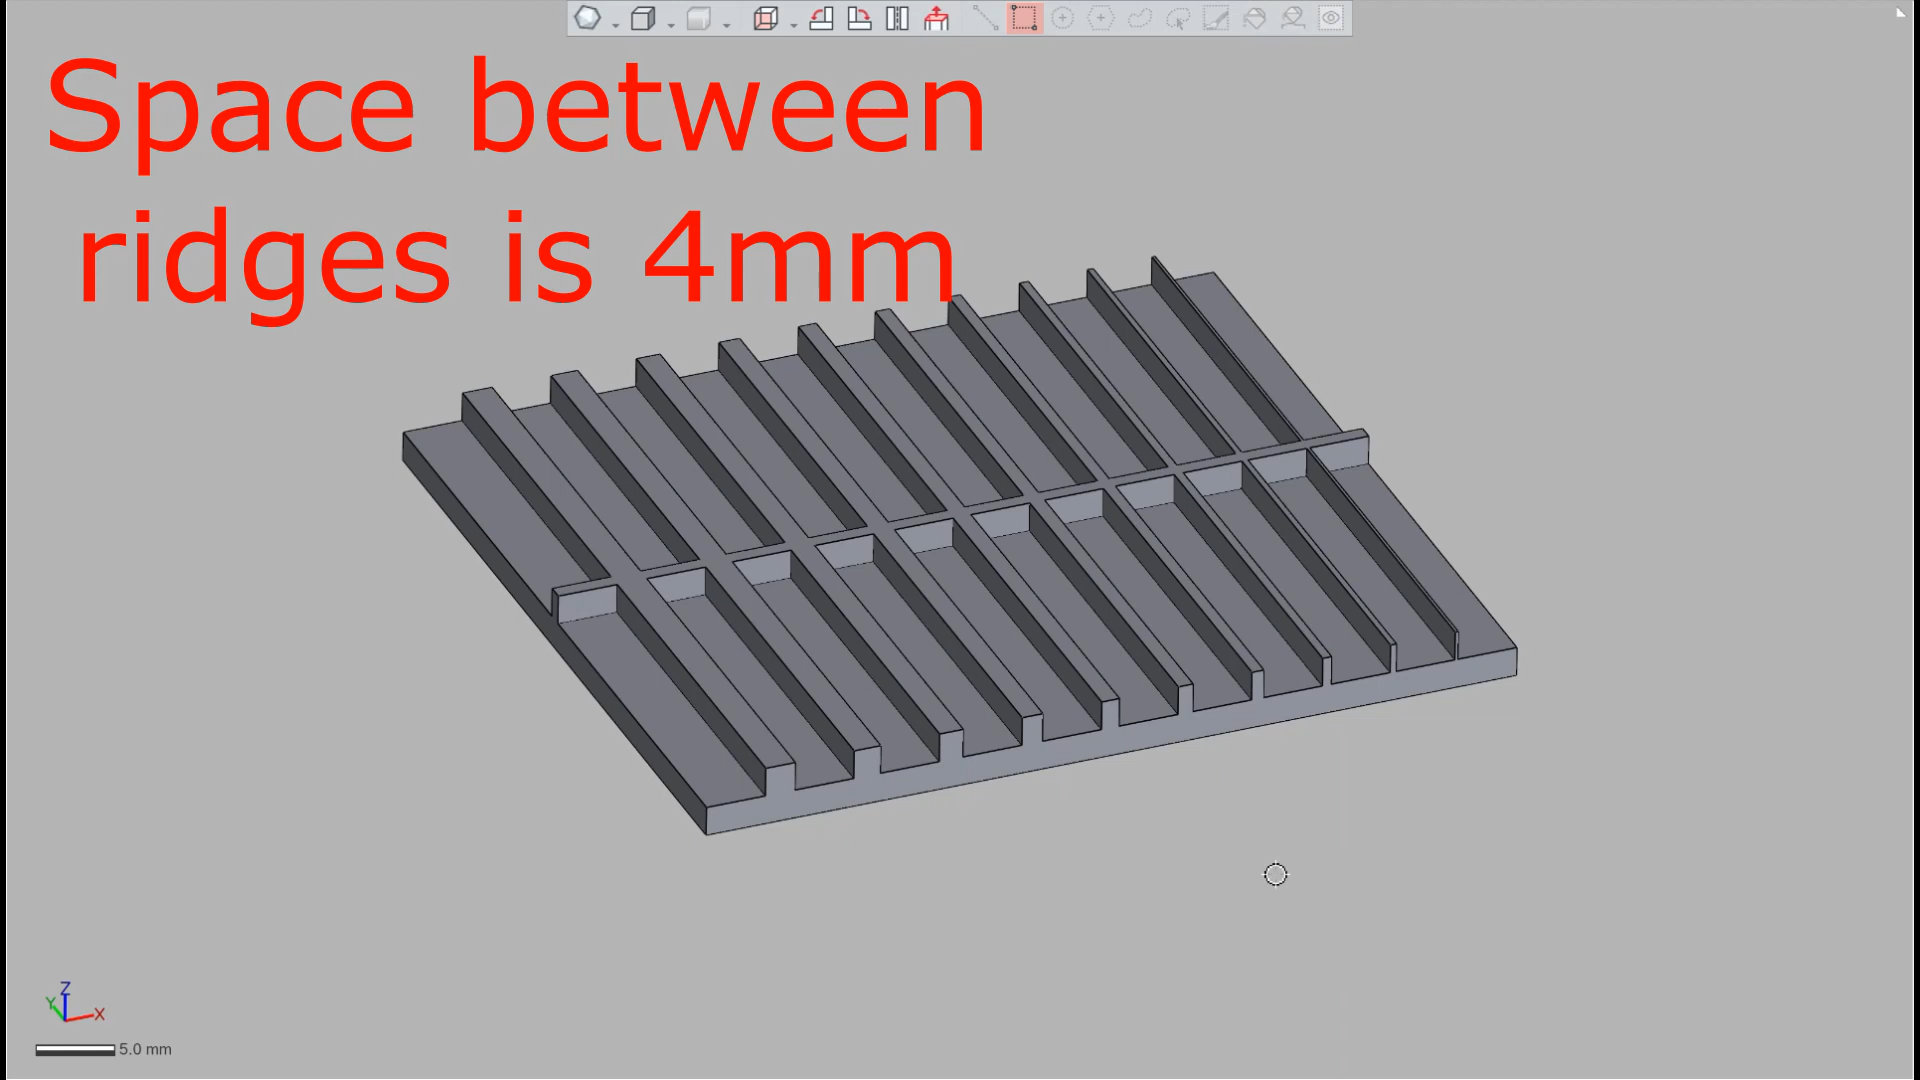 Space between
ridges is 4mm
Z
Y
X
5.0 mm